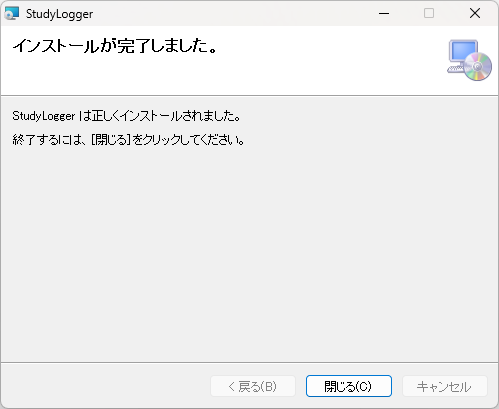 StudyLogger
インストールが完了しました。
StudyLogger は正しくインストールされました。
終了するには、[閉じる]をクリックしてください。
< 戻る(B)
閉じる(C)
キャンセル